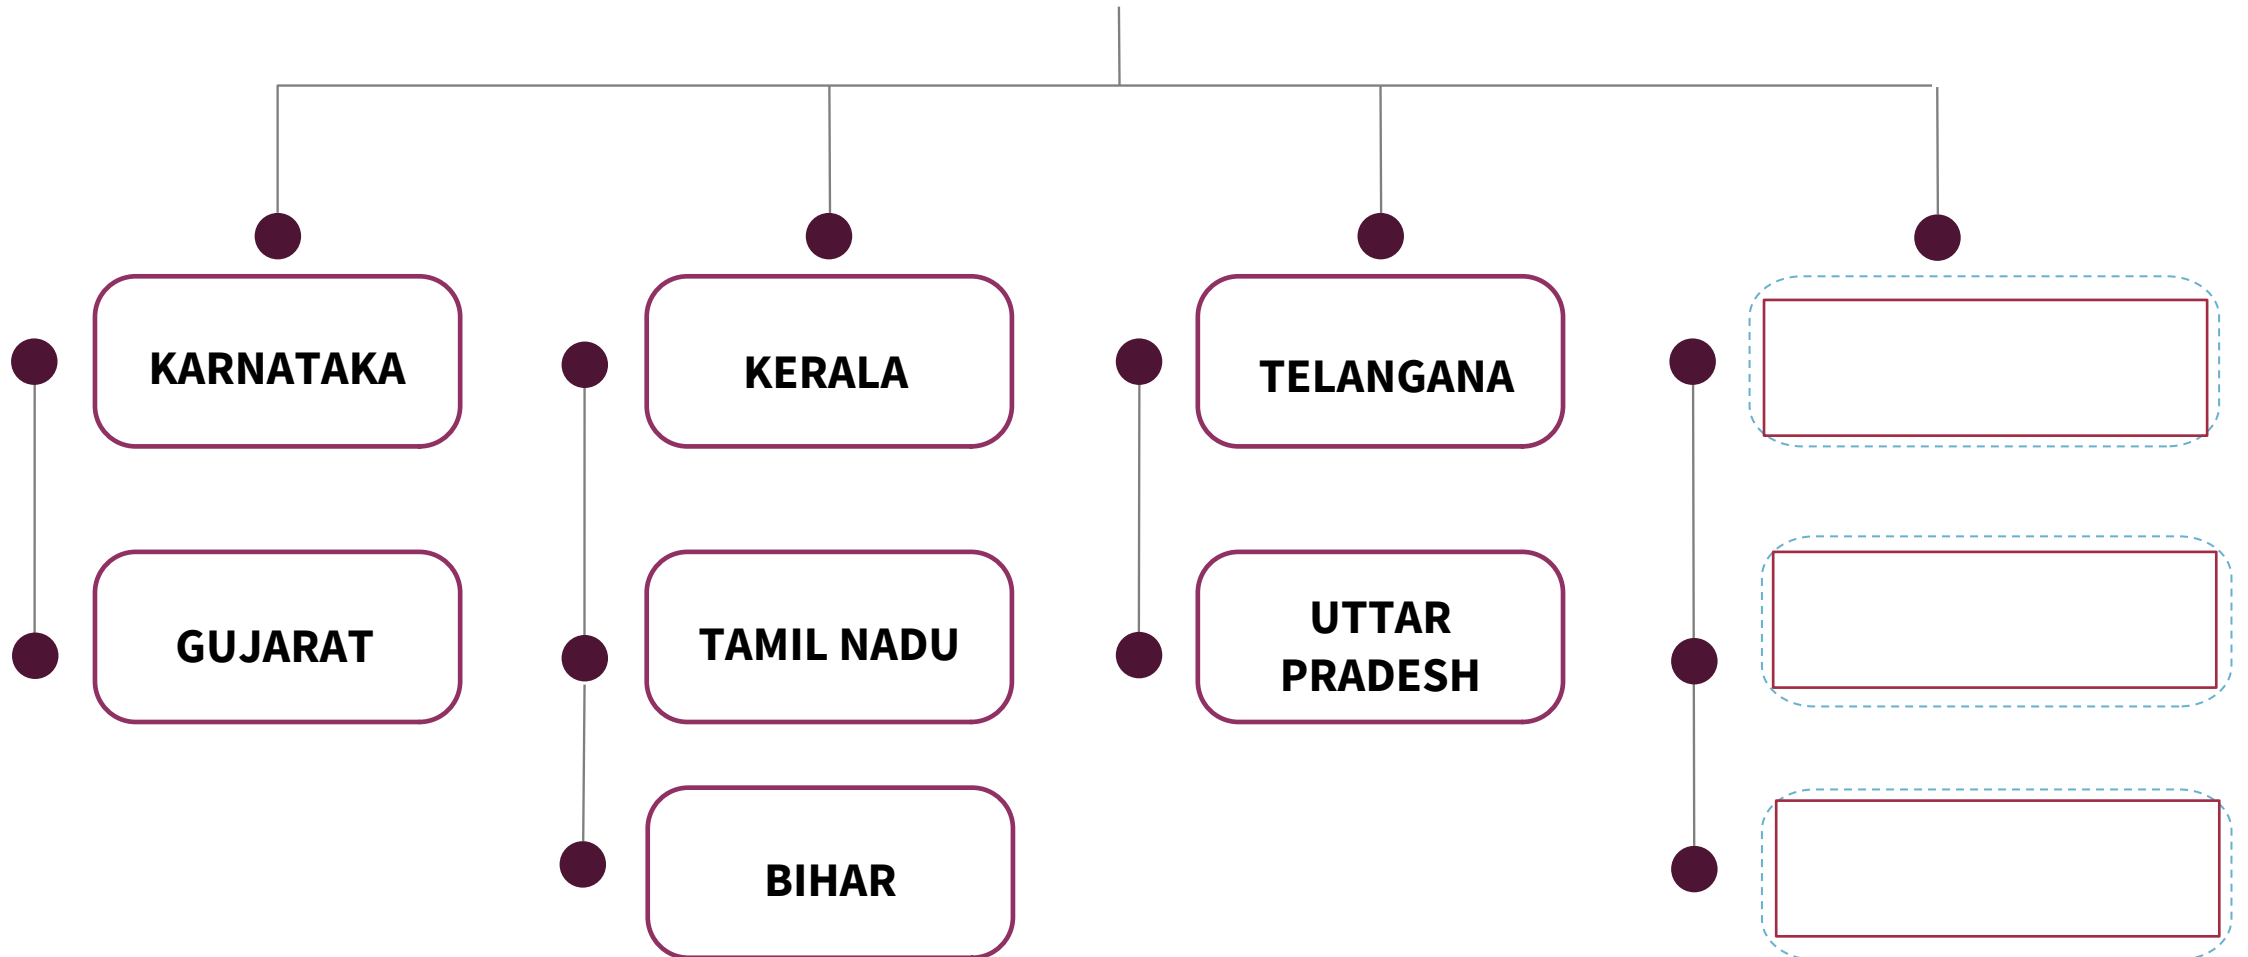 KARNATAKA
KERALA
TELANGANA
GUJARAT
TAMIL NADU
UTTAR
PRADESH
BIHAR